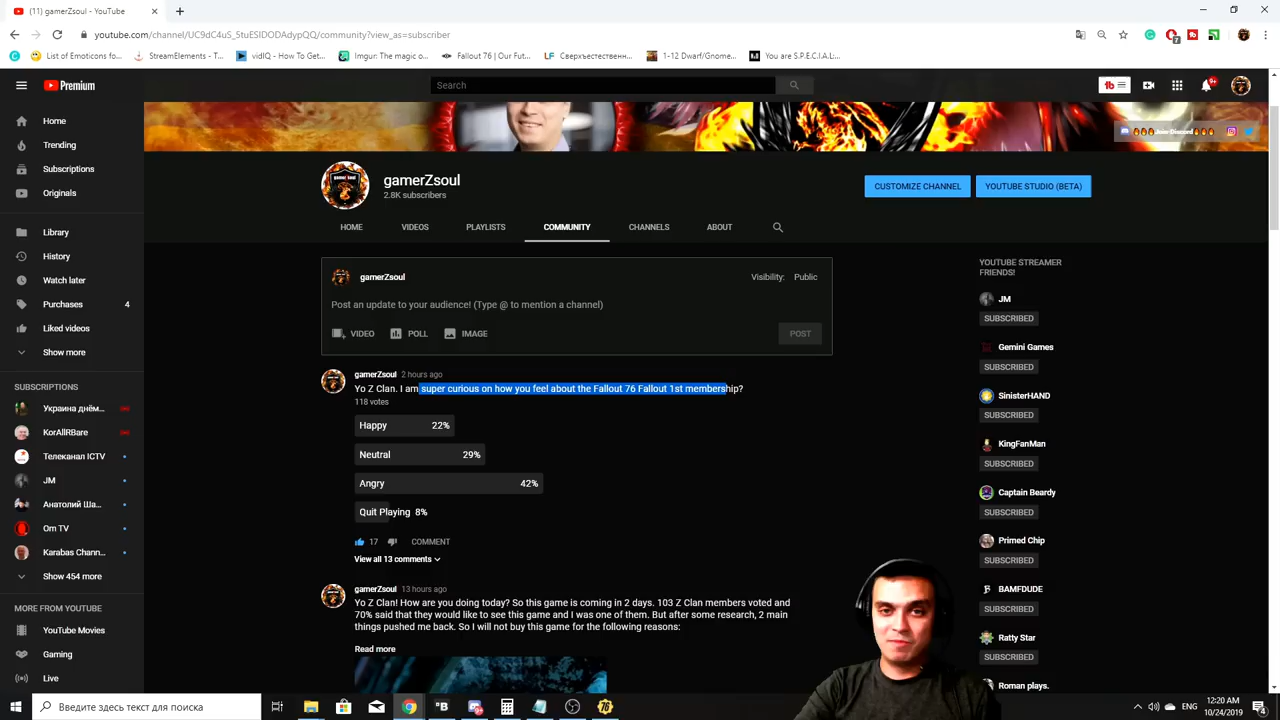 (11) gamerZsoul - YouTube
youtube.com/channel/UC9dC4uS_5tuESIDODAdypQQ/community?view_as=subscriber
7
List of Emoticons fo...
StreamElements - T...
vidIQ - How To Get...
Imgur: The magic o...
Fallout 76 | Our Fut...
LF
Сверхъестественн...
1-12 Dwarf/Gnome...
You are S.P.E.C.I.A.L:...
Premium
Search
9+
Join Discord
gamerZsoul
2.8K subscribers
CUSTOMIZE CHANNEL
YOUTUBE STUDIO (BETA)
HOME
VIDEOS
PLAYLISTS
COMMUNITY
CHANNELS
ABOUT
Home
Trending
Subscriptions
Originals
Library
History
Watch later
Purchases 4
Liked videos
Show more
SUBSCRIPTIONS
Украина днём...
KorAllRBare
Телеканал ICTV
JM
Анатолий Ша...
Om TV
Karabas Chann...
Show 454 more
MORE FROM YOUTUBE
YouTube Movies
Gaming
Live
gamerZsoul
Visibility: Public
Post an update to your audience! (Type @ to mention a channel)
VIDEO
POLL
IMAGE
POST
gamerZsoul 2 hours ago
Yo Z Clan. I am super curious on how you feel about the Fallout 76 Fallout 1st membership?
118 votes
Happy 22%
Neutral 29%
Angry 42%
Quit Playing 8%
17
COMMENT
View all 13 comments
gamerZsoul 13 hours ago
Yo Z Clan! How are you doing today? So this game is coming in 2 days. 103 Z Clan members voted and
70% said that they would like to see this game and I was one of them. But after some research, 2 main
things pushed me back. So I will not buy this game for the following reasons:
Read more
YOUTUBE STREAMER
FRIENDS!
JM
SUBSCRIBED
Gemini Games
SUBSCRIBED
SinisterHAND
SUBSCRIBED
KingFanMan
SUBSCRIBED
Captain Beardy
SUBSCRIBED
Primed Chip
SUBSCRIBED
BAMFDUDE
SUBSCRIBED
Ratty Star
SUBSCRIBED
Roman plays.
Введите здесь текст для поиска
ENG
12:20 AM
10/24/2019
4